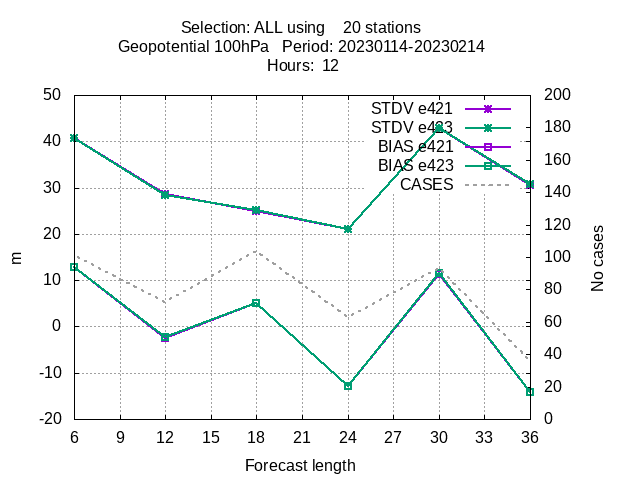 Selection: ALL using    20 stations
Geopotential 100hPa   Period: 20230114-20230214
Hours:  12
50
40
30
20
10
0
-10
-20
m
200
180
160
140
120
100
80
60
40
20
0
No cases
STDV e421
STDV e423
BIAS e421
BIAS e423
CASES
6 9 12 15 18 21 24 27 30 33 36
Forecast length